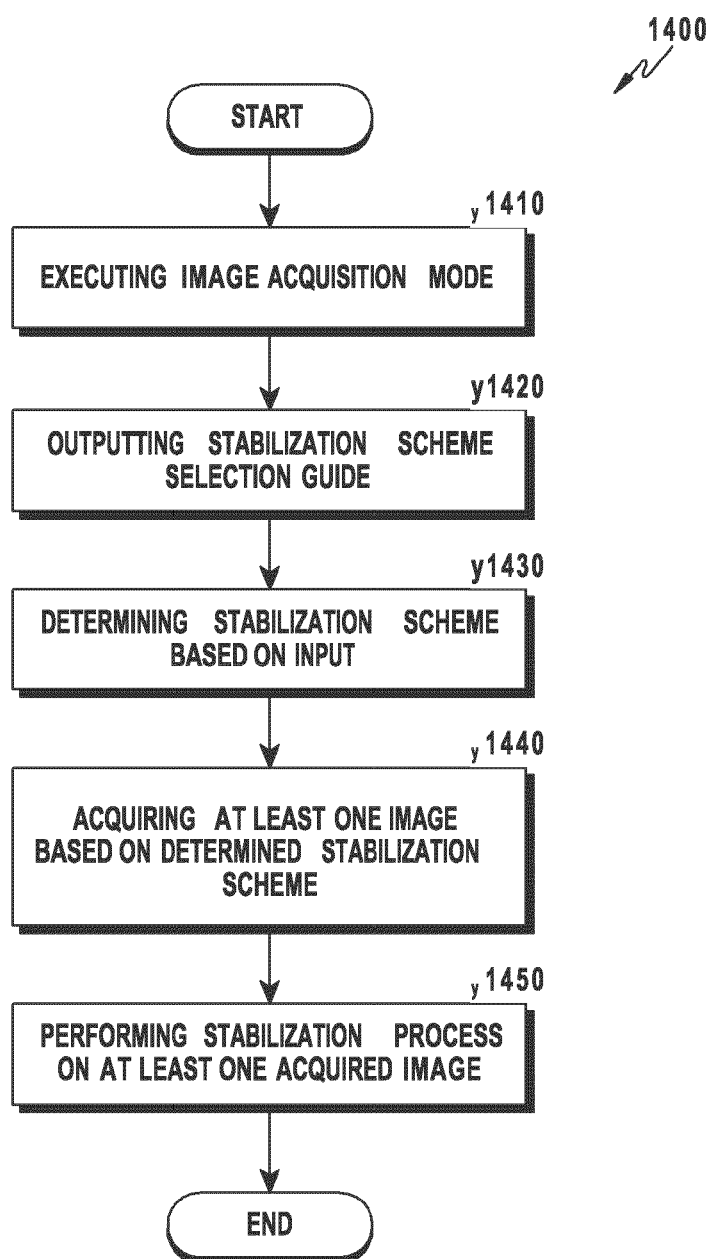 1400
START
y1410
EXECUTING IMAGE ACQUISITION MODE
y1420
OUTPUTTING STABILIZATION SCHEME
SELECTION GUIDE
y1430
DETERMINING STABILIZATION SCHEME
BASED ON INPUT
y1440
ACQUIRING AT LEAST ONE IMAGE
BASED ON DETERMINED STABILIZATION
SCHEME
y1450
PERFORMING STABILIZATION PROCESS
ON AT LEAST ONE ACQUIRED IMAGE
END